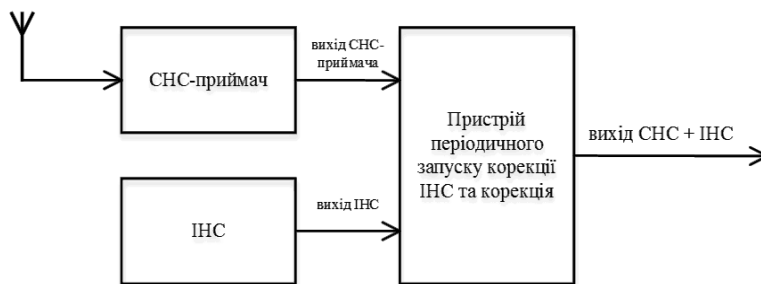 СНС-приймач
вихід СНС-
приймача
ІНС
вихід ІНС
Пристрій
періодичного
запуску корекції
ІНС та корекція
вихід СНС + ІНС